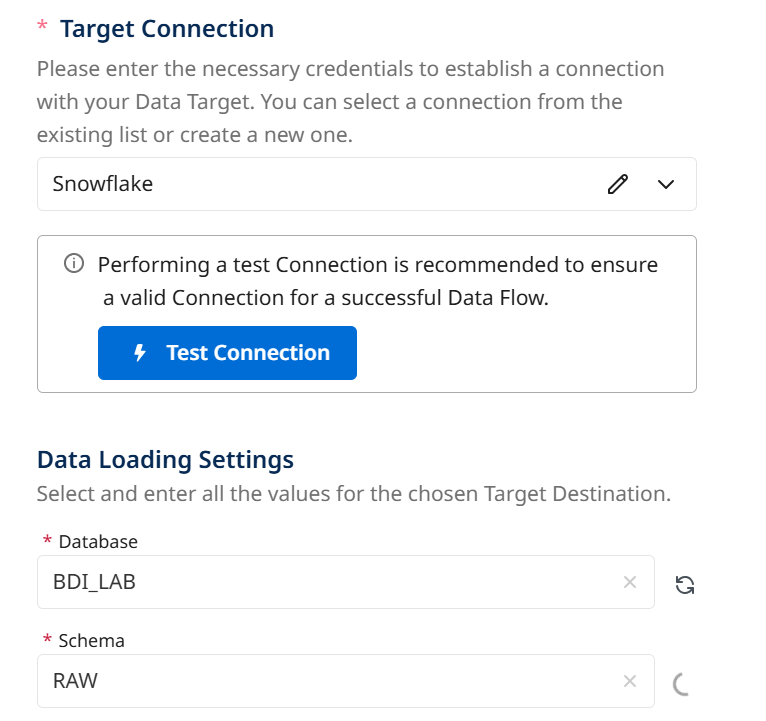 * Target Connection
Please enter the necessary credentials to establish a connection
with your Data Target. You can select a connection from the
existing list or create a new one.
Snowflake
Performing a test Connection is recommended to ensure
a valid Connection for a successful Data Flow.
Test Connection
Data Loading Settings
Select and enter all the values for the chosen Target Destination.
* Database
BDI_LAB
* Schema
RAW